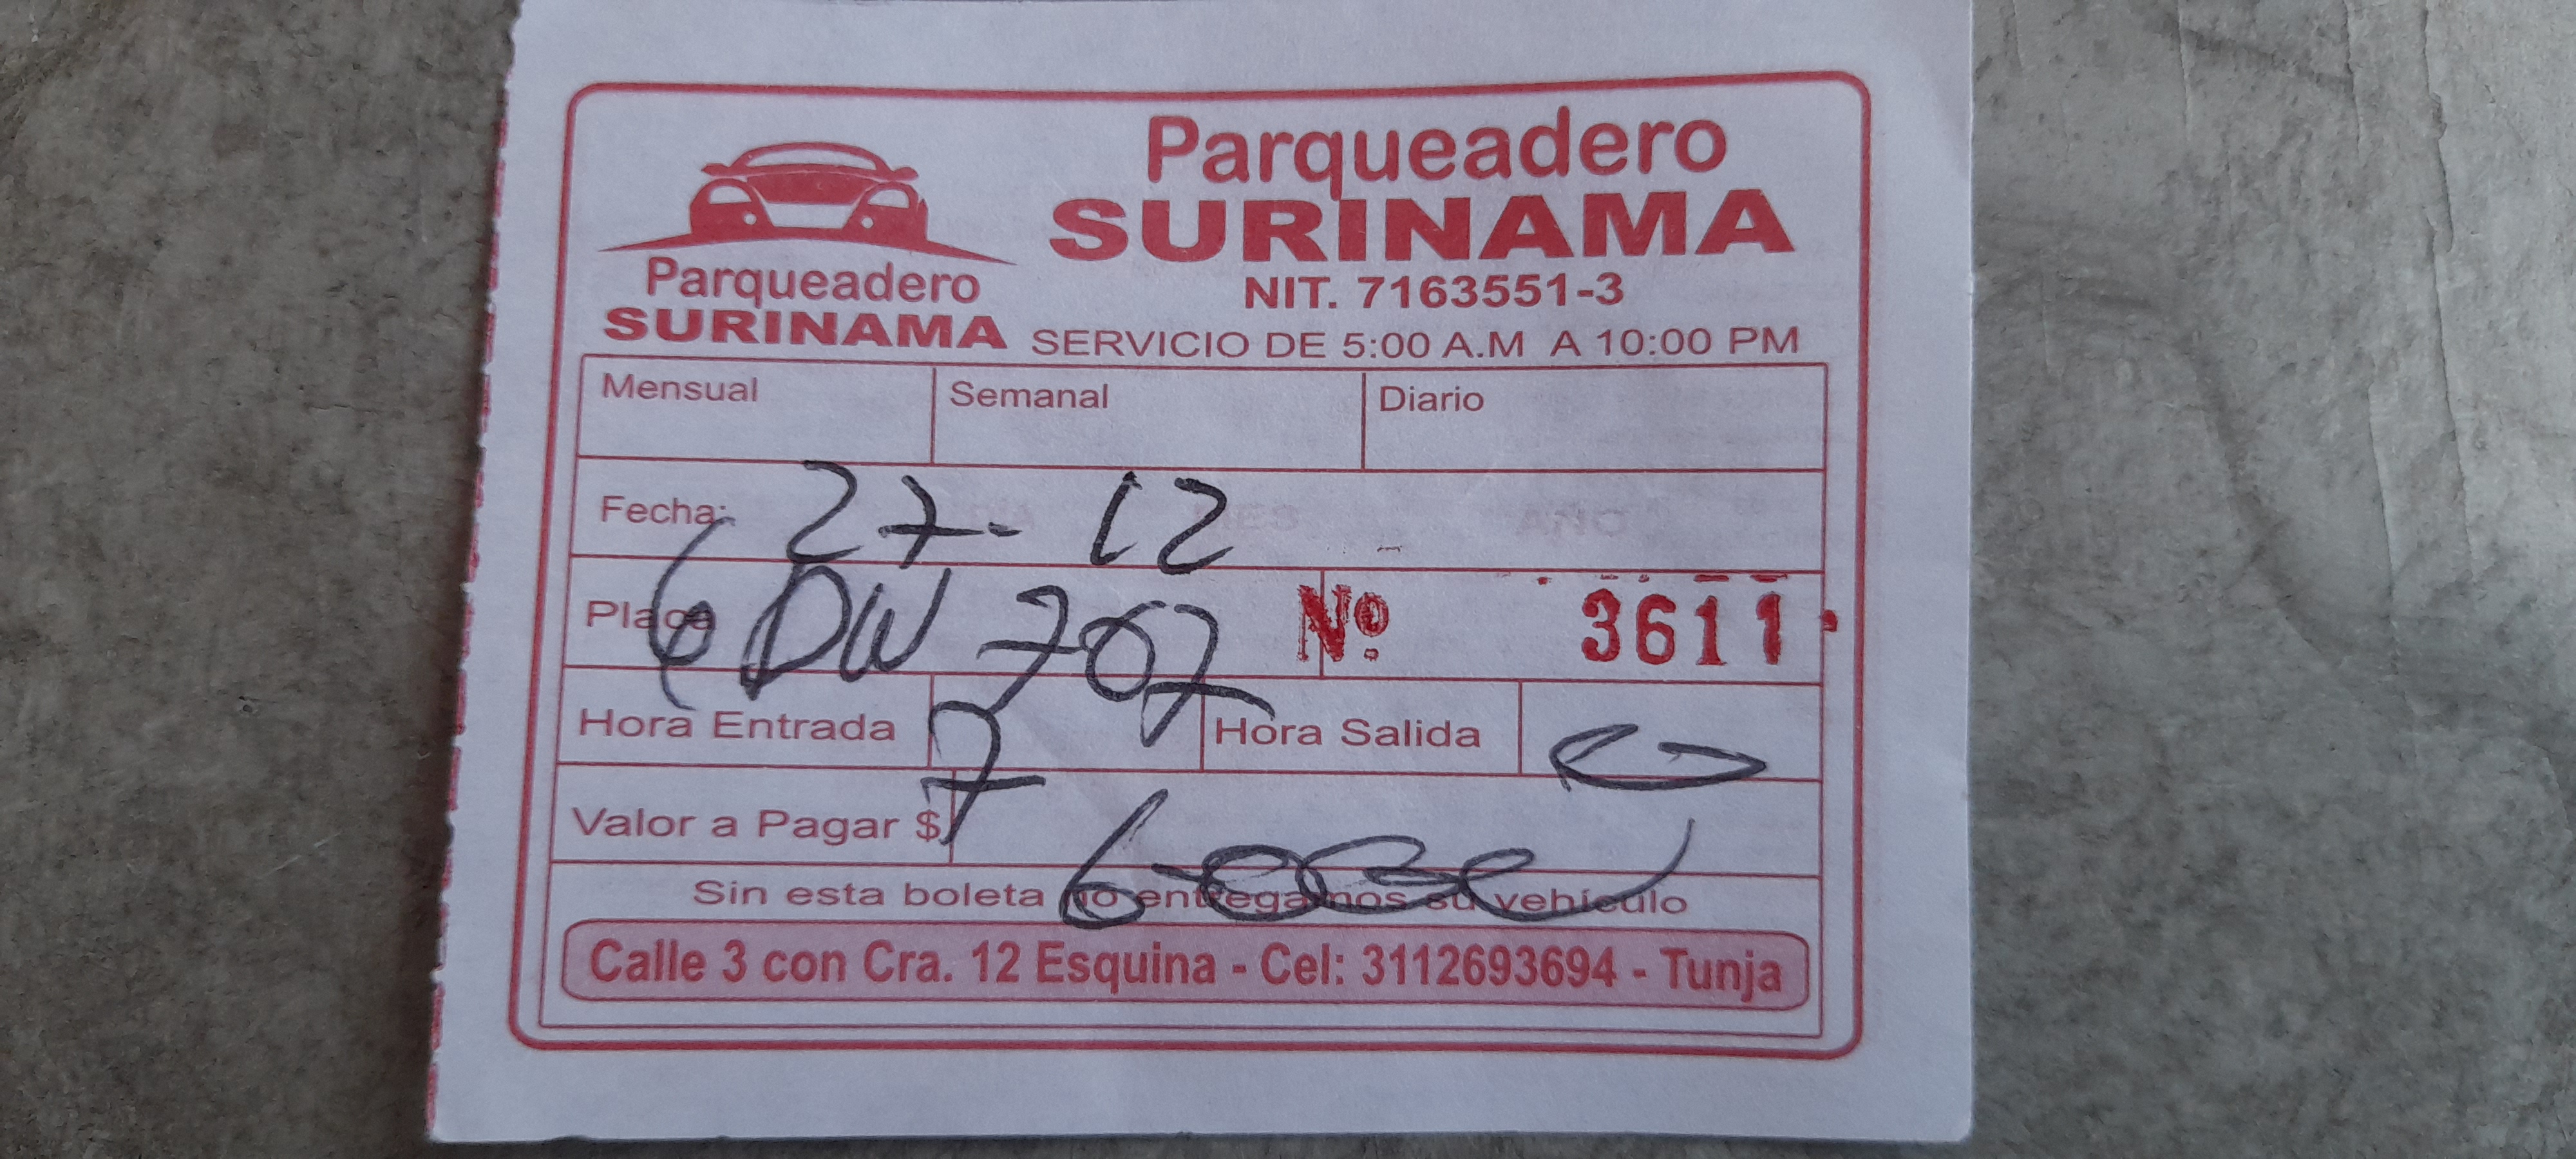 Parqueadero
SURINAMA
Parqueadero
SURINAMA
NIT. 7163551-3
SERVICIO DE 5:00 A.M A 10:00 PM
Mensual Semanal Diario
Fecha: 27-12
Placa DW 707 Nº 3611
Hora Entrada 7 Hora Salida
Valor a Pagar $
Sin esta boleta no entregamos su vehículo
Calle 3 con Cra. 12 Esquina - Cel: 3112693694 - Tunja